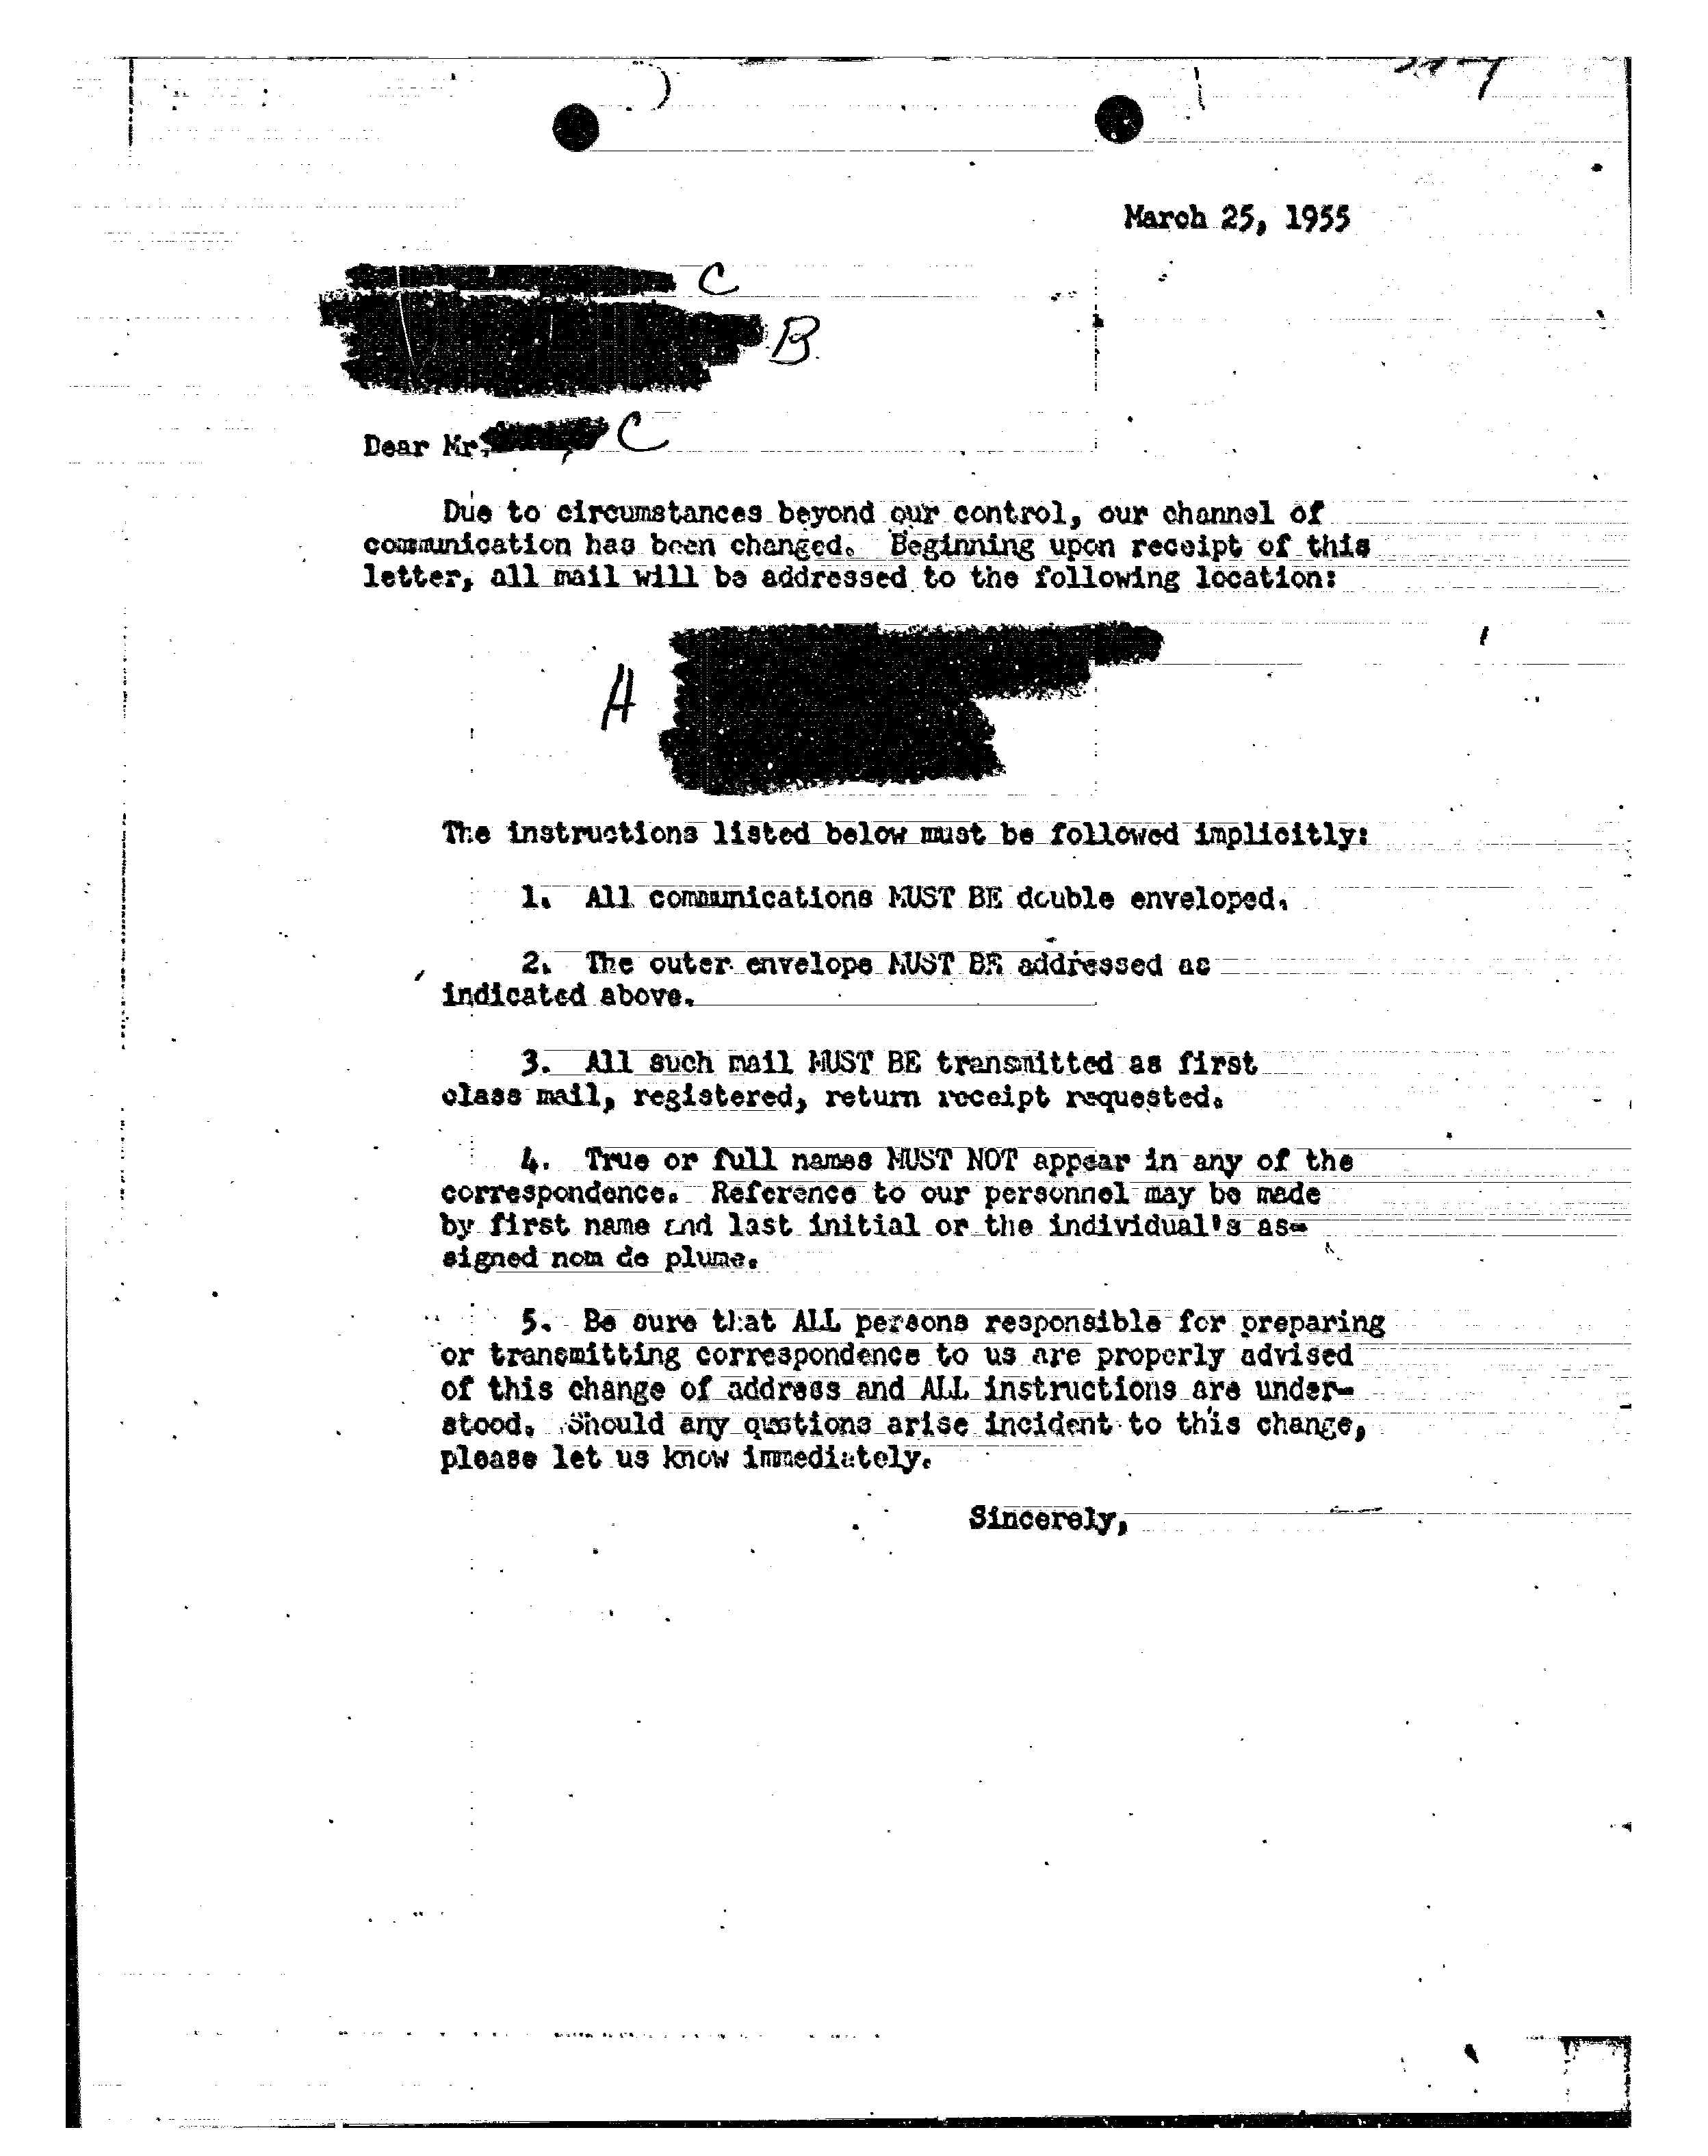 March 25, 1955
C
B
Dear Mr. C
Due to circumstances beyond our control, our channel of
communication has been changed. Beginning upon receipt of this
letter, all mail will be addressed to the following location:
A
The instructions listed below must be followed implicitly:
1. All communications MUST BE double enveloped.
2. The outer envelope MUST BE addressed as
indicated above.
3. All such mail MUST BE transmitted as first
class mail, registered, return receipt requested.
4. True or full names MUST NOT appear in any of the
correspondence. Reference to our personnel may be made
by first name and last initial or the individual's as-
signed nom de plume.
5. Be sure that ALL persons responsible for preparing
or transmitting correspondence to us are properly advised
of this change of address and ALL instructions are under-
stood. Should any qustions arise incident to this change,
please let us know immediately.
Sincerely,